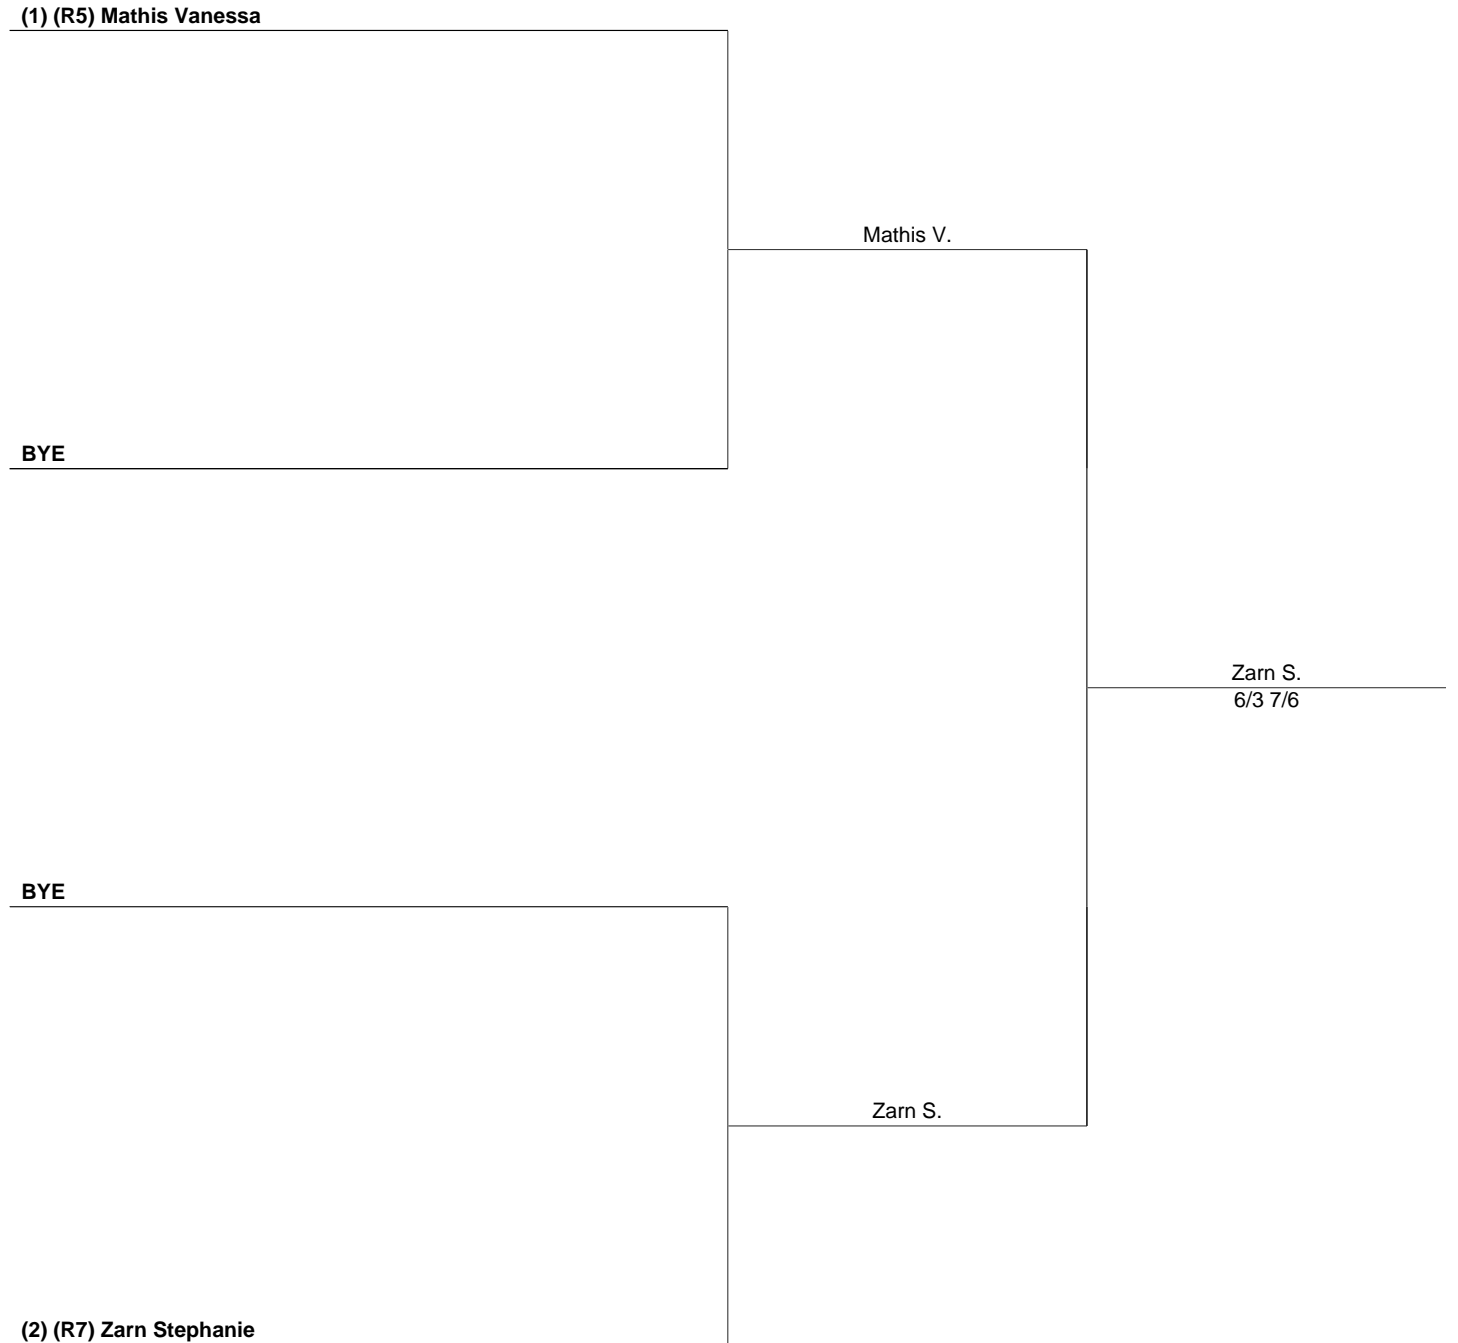 (1) (R5) Mathis Vanessa
Mathis V.
BYE
Zarn S.
6/3 7/6
BYE
Zarn S.
(2) (R7) Zarn Stephanie